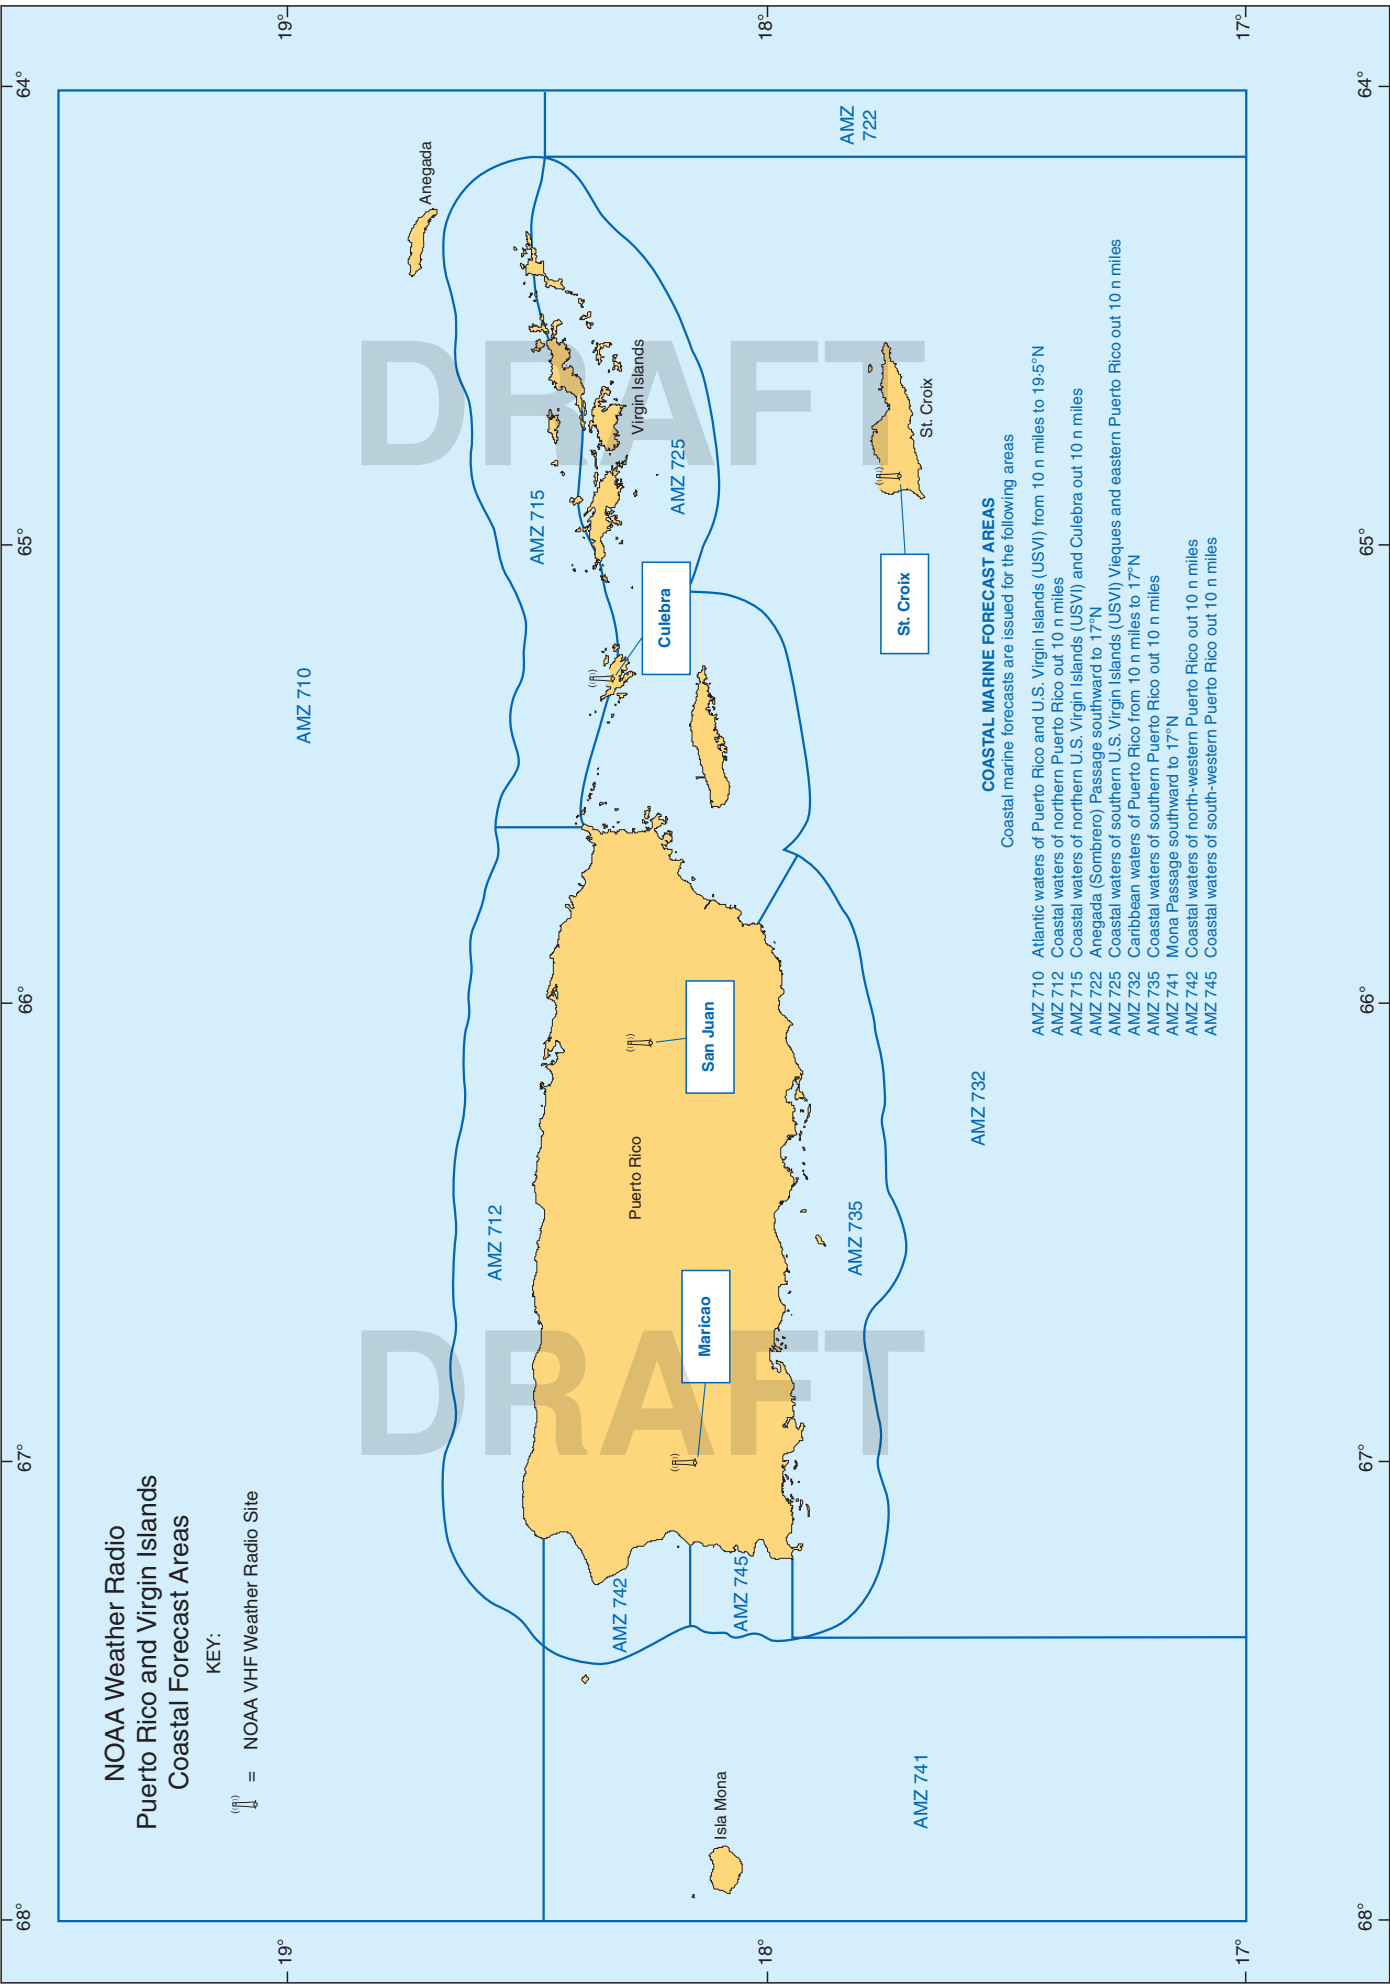 NOAA Weather Radio
Puerto Rico and Virgin Islands
Coastal Forecast Areas
KEY:
= NOAA VHF Weather Radio Site
68°
67°
66°
65°
64°
19°
19°
18°
18°
17°
17°
68°
67°
66°
65°
64°
AMZ 710
Anegada
DRAFT
DRAFT
AMZ 712
AMZ 715
AMZ 742
Puerto Rico
Virgin Islands
Culebra
AMZ 725
Maricao
San Juan
Isla Mona
AMZ 745
AMZ 735
AMZ
722
St. Croix
St. Croix
AMZ 741
AMZ 732
COASTAL MARINE FORECAST AREAS
Coastal marine forecasts are issued for the following areas
AMZ 710 Atlantic waters of Puerto Rico and U.S. Virgin Islands (USVI) from 10 n miles to 19·5°N
AMZ 712 Coastal waters of northern Puerto Rico out 10 n miles
AMZ 715 Coastal waters of northern U.S. Virgin Islands (USVI) and Culebra out 10 n miles
AMZ 722 Anegada (Sombrero) Passage southward to 17°N
AMZ 725 Coastal waters of southern U.S. Virgin Islands (USVI) Vieques and eastern Puerto Rico out 10 n miles
AMZ 732 Caribbean waters of Puerto Rico from 10 n miles to 17°N
AMZ 735 Coastal waters of southern Puerto Rico out 10 n miles
AMZ 741 Mona Passage southward to 17°N
AMZ 742 Coastal waters of north-western Puerto Rico out 10 n miles
AMZ 745 Coastal waters of south-western Puerto Rico out 10 n miles